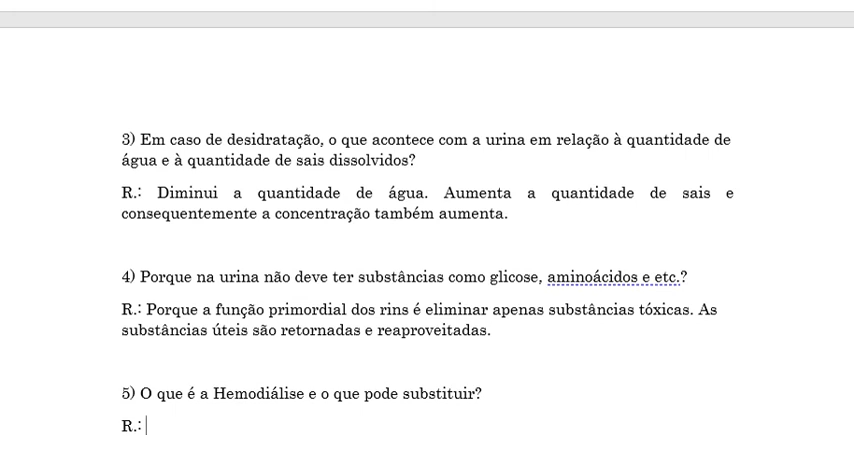 3) Em caso de desidratação, o que acontece com a urina em relação à quantidade de
água e à quantidade de sais dissolvidos?
R.: Diminui a quantidade de água. Aumenta a quantidade de sais e
consequentemente a concentração também aumenta.
4) Porque na urina não deve ter substâncias como glicose, aminoácidos e etc.?
R.: Porque a função primordial dos rins é eliminar apenas substâncias tóxicas. As
substâncias úteis são retornadas e reaproveitadas.
5) O que é a Hemodiálise e o que pode substituir?
R.: